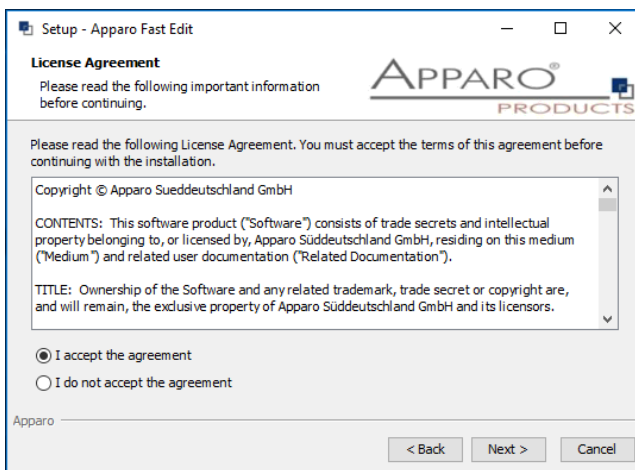 Setup - Apparo Fast Edit
License Agreement
Please read the following important information
before continuing.
APPARO®
PRODUCTS
Please read the following License Agreement. You must accept the terms of this agreement before
continuing with the installation.
Copyright © Apparo Sueddeutschland GmbH
CONTENTS: This software product ("Software") consists of trade secrets and intellectual
property belonging to, or licensed by, Apparo Süddeutschland GmbH, residing on this medium
("Medium") and related user documentation ("Related Documentation").
TITLE: Ownership of the Software and any related trademark, trade secret or copyright are,
and will remain, the exclusive property of Apparo Süddeutschland GmbH and its licensors.
I accept the agreement
I do not accept the agreement
Apparo
< Back Next > Cancel